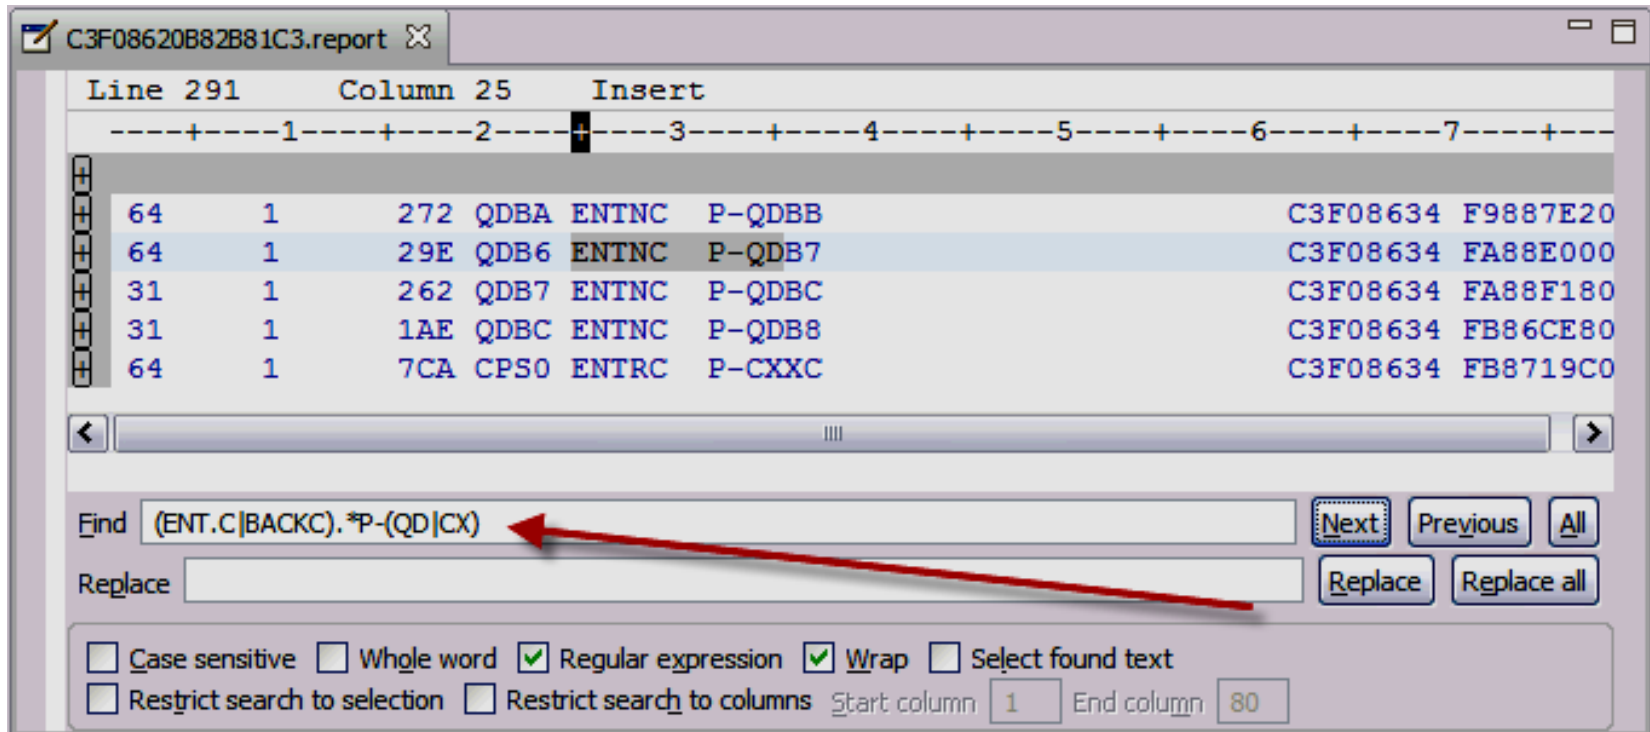 C3F08620B82B81C3.report
Line 291 Column 25 Insert
----+----1----+----2----+----3----+----4----+----5----+----6----+----7----+---
64 1 272 QDBA ENTNC P-QDBB C3F08634 F9887E20
64 1 29E QDB6 ENTNC P-QDB7 C3F08634 FA88E000
31 1 262 QDB7 ENTNC P-QDBC C3F08634 FA88F180
31 1 1AE QDBC ENTNC P-QDB8 C3F08634 FB86CE80
64 1 7CA CPS0 ENTRC P-CXXC C3F08634 FB8719C0
Find (ENT.C|BACKC).*P-(QD|CX) Next Previous All
Replace Replace Replace all
Case sensitive Whole word Regular expression Wrap Select found text
Restrict search to selection Restrict search to columns Start column 1 End column 80